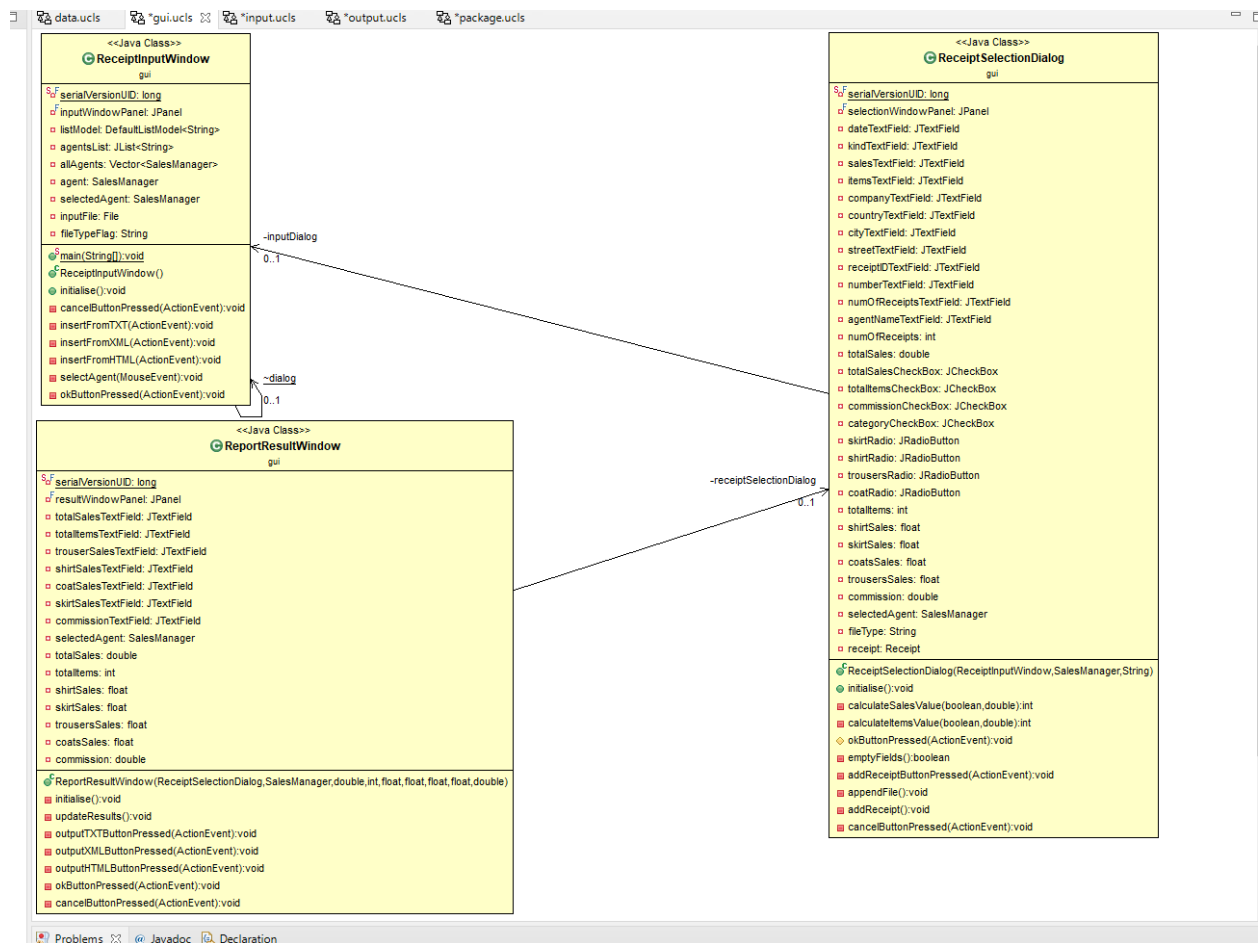 data.ucls
*gui.ucls
*input.ucls
*output.ucls
*package.ucls
<<Java Class>>
ReceiptInputWindow
gui
serialVersionUID: long
inputWindowPanel: JPanel
listModel: DefaultListModel<String>
agentsList: JList<String>
allAgents: Vector<SalesManager>
agent: SalesManager
selectedAgent: SalesManager
inputFile: File
fileTypeFlag: String
main(String[]):void
ReceiptInputWindow()
initialise():void
cancelButtonPressed(ActionEvent):void
insertFromTXT(ActionEvent):void
insertFromXML(ActionEvent):void
insertFromHTML(ActionEvent):void
selectAgent(MouseEvent):void
okButtonPressed(ActionEvent):void
-inputDialog
0..1
~dialog
0..1
<<Java Class>>
ReportResultWindow
gui
serialVersionUID: long
resultWindowPanel: JPanel
totalSalesTextField: JTextField
totalItemsTextField: JTextField
trouserSalesTextField: JTextField
shirtSalesTextField: JTextField
coatSalesTextField: JTextField
skirtSalesTextField: JTextField
commissionTextField: JTextField
selectedAgent: SalesManager
totalSales: double
totalItems: int
shirtSales: float
skirtSales: float
trousersSales: float
coatsSales: float
commission: double
ReportResultWindow(ReceiptSelectionDialog,SalesManager,double,int,float,float,float,float,double)
initialise():void
updateResults():void
outputTXTButtonPressed(ActionEvent):void
outputXMLButtonPressed(ActionEvent):void
outputHTMLButtonPressed(ActionEvent):void
okButtonPressed(ActionEvent):void
cancelButtonPressed(ActionEvent):void
-receiptSelectionDialog
0..1
<<Java Class>>
ReceiptSelectionDialog
gui
serialVersionUID: long
selectionWindowPanel: JPanel
dateTextField: JTextField
kindTextField: JTextField
salesTextField: JTextField
itemsTextField: JTextField
companyTextField: JTextField
countryTextField: JTextField
cityTextField: JTextField
streetTextField: JTextField
receiptIDTextField: JTextField
numberTextField: JTextField
numOfReceiptsTextField: JTextField
agentNameTextField: JTextField
numOfReceipts: int
totalSales: double
totalSalesCheckBox: JCheckBox
totalItemsCheckBox: JCheckBox
commissionCheckBox: JCheckBox
categoryCheckBox: JCheckBox
skirtRadio: JRadioButton
shirtRadio: JRadioButton
trousersRadio: JRadioButton
coatRadio: JRadioButton
totalItems: int
shirtSales: float
skirtSales: float
coatsSales: float
trousersSales: float
commission: double
selectedAgent: SalesManager
fileType: String
receipt: Receipt
ReceiptSelectionDialog(ReceiptInputWindow,SalesManager,String)
initialise():void
calculateSalesValue(boolean,double):int
calculateItemsValue(boolean,double):int
okButtonPressed(ActionEvent):void
emptyFields():boolean
addReceiptButtonPressed(ActionEvent):void
appendFile():void
addReceipt():void
cancelButtonPressed(ActionEvent):void
Problems
@ Javadoc
Declaration